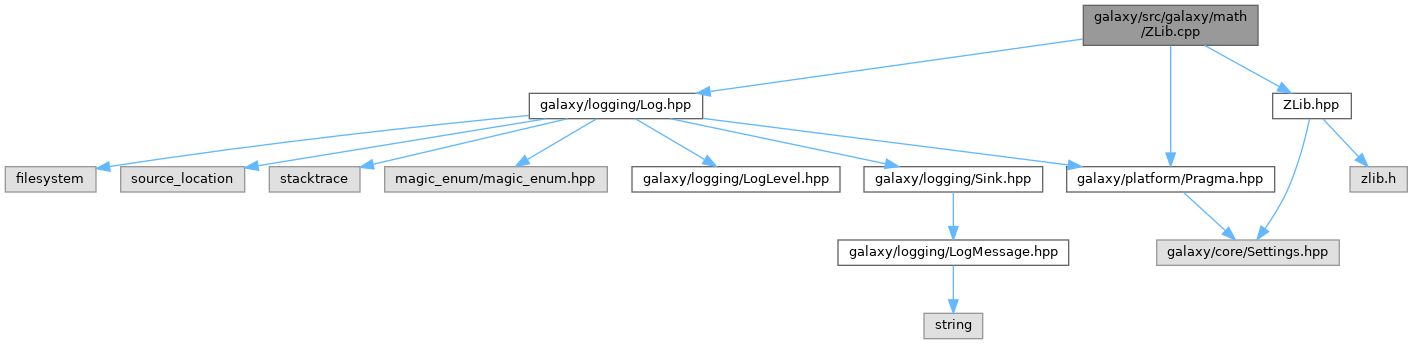 galaxy/src/galaxy/math
/ZLib.cpp
galaxy/logging/Log.hpp
ZLib.hpp
filesystem
source_location
stacktrace
magic_enum/magic_enum.hpp
galaxy/logging/LogLevel.hpp
galaxy/logging/Sink.hpp
galaxy/platform/Pragma.hpp
zlib.h
galaxy/logging/LogMessage.hpp
galaxy/core/Settings.hpp
string